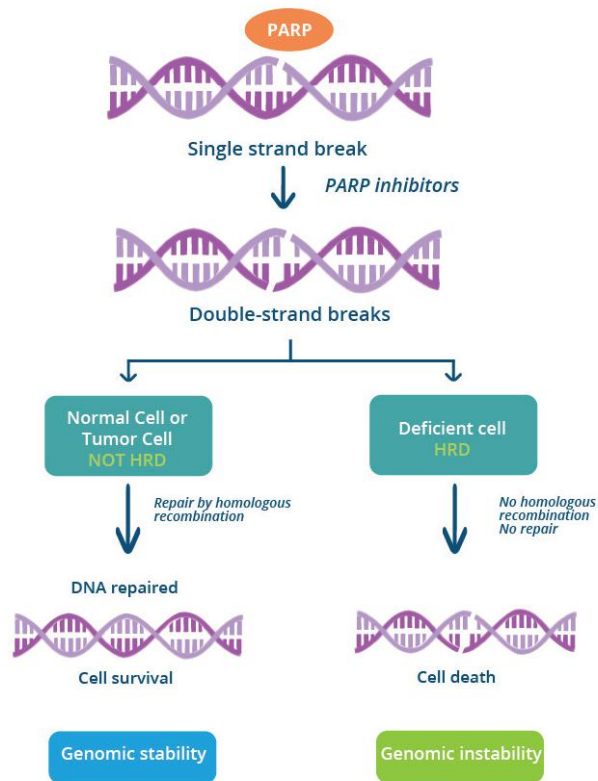 PARP
Single strand break
PARP inhibitors
Double-strand breaks
Normal Cell or
Tumor Cell
NOT HRD
Deficient cell
HRD
Repair by homologous
recombination
No homologous
recombination
No repair
DNA repaired
Cell survival
Cell death
Genomic stability
Genomic instability